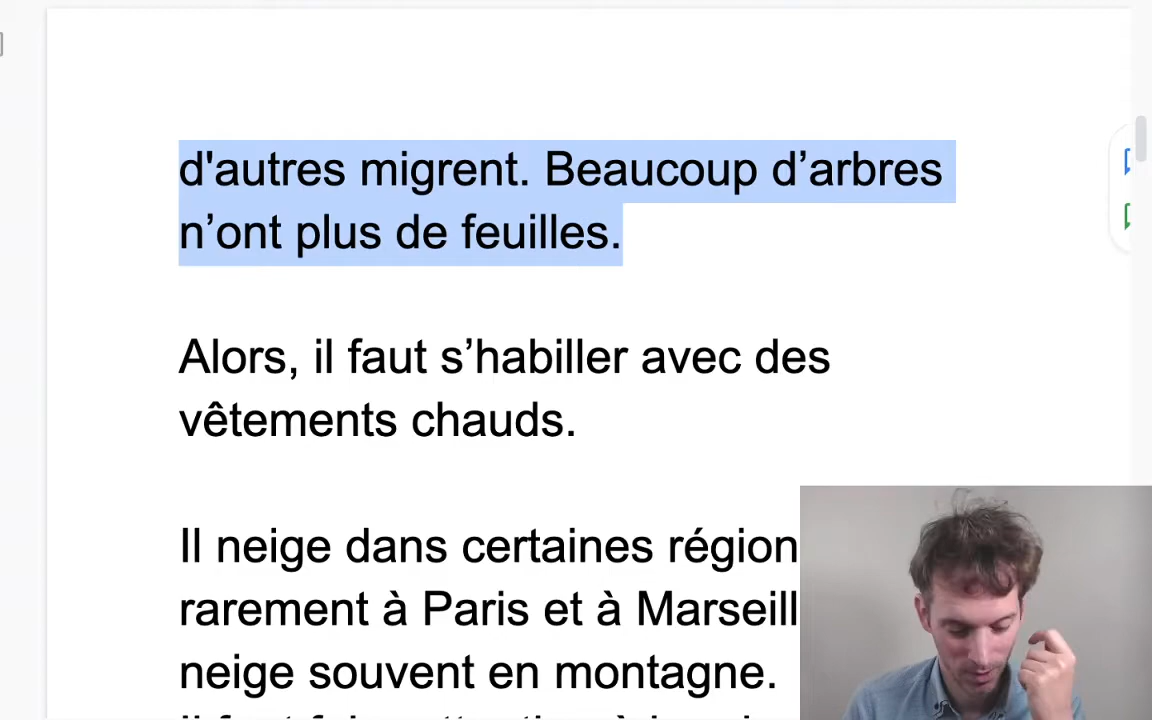 d'autres migrent. Beaucoup d’arbres
n’ont plus de feuilles.
Alors, il faut s’habiller avec des
vêtements chauds.
Il neige dans certaines région
rarement à Paris et à Marseill
neige souvent en montagne.